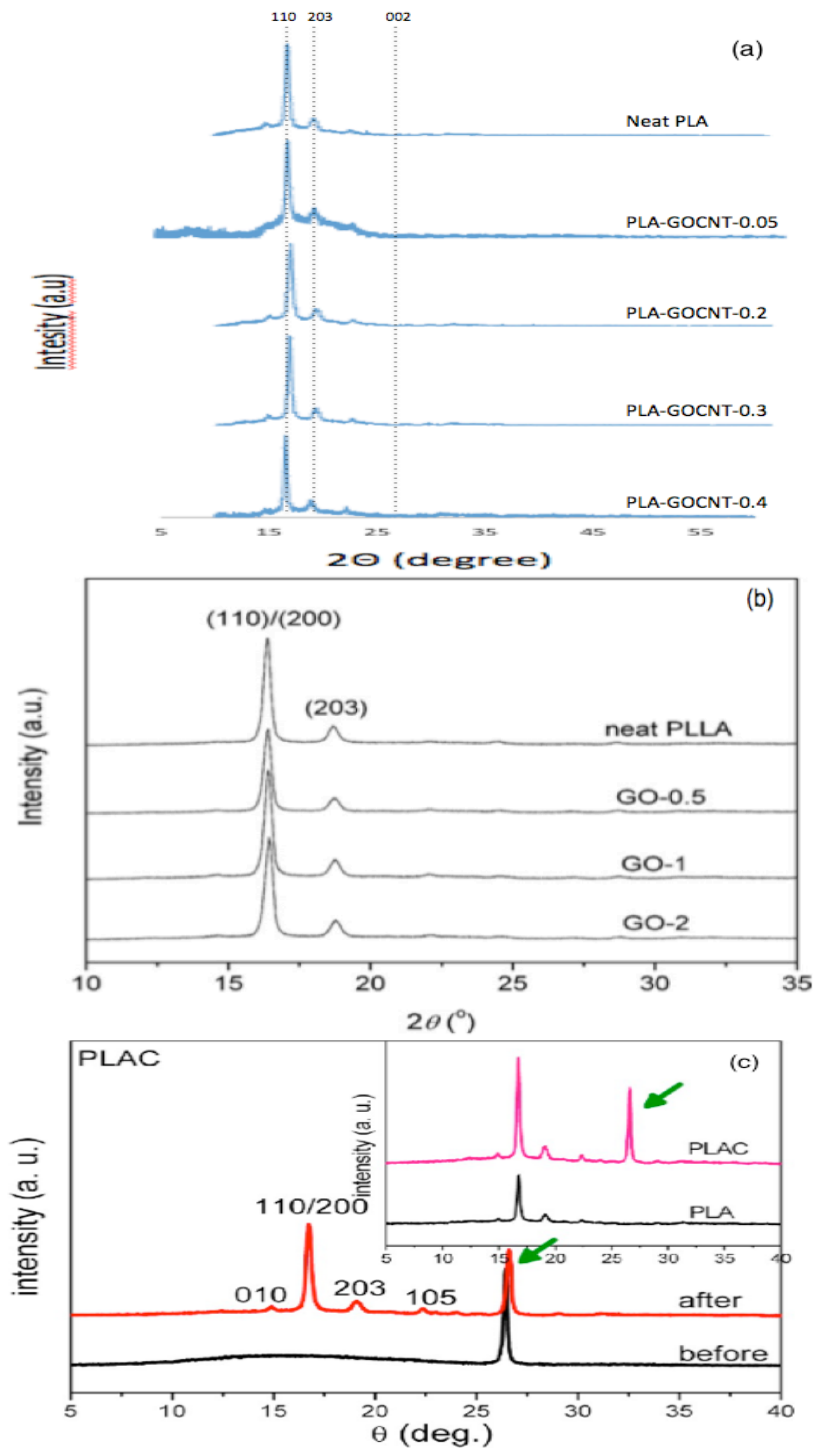 110 203 002
(a)
Neat PLA
PLA-GOCNT-0.05
PLA-GOCNT-0.2
PLA-GOCNT-0.3
PLA-GOCNT-0.4
Intesity (a.u)
5 15 25 35 45 55
2Θ (degree)
(b)
(110)/(200)
(203)
neat PLLA
GO-0.5
GO-1
GO-2
Intensity (a.u.)
10 15 20 25 30 35
2θ (°)
PLAC
(c)
PLAC
PLA
intensity (a. u.)
5 10 15 20 25 30 35 40
110/200
010 203 105
after
before
intensity (a. u.)
5 10 15 20 25 30 35 40
θ (deg.)